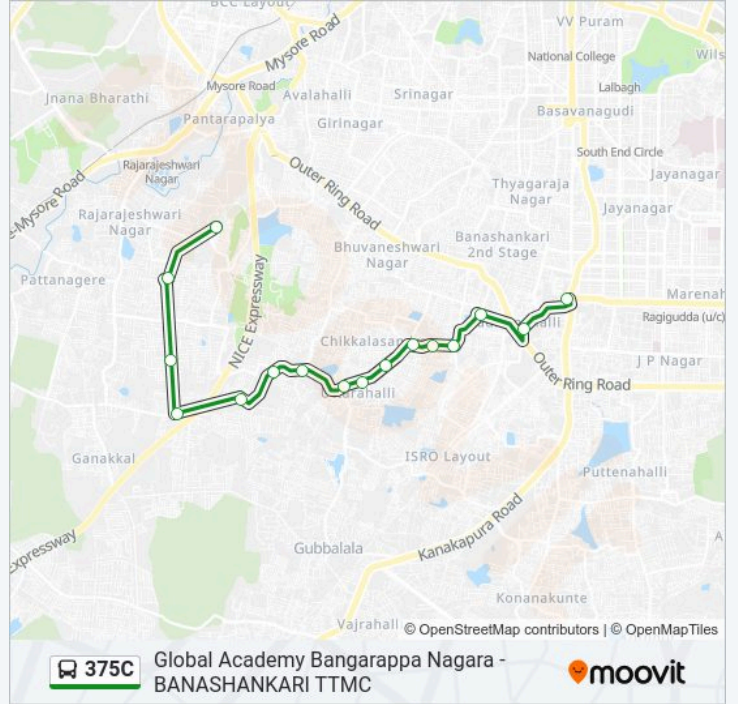 BCC Layout
VV Puram
Mysore Road
National College
Wils
Mysore Road
Lalbagh
Jnana Bharathi
Avalahalli
Srinagar
Basavanagudi
Pantarapalya
Girinagar
South End Circle
Rajarajeshwari
Nagar
Outer Ring Road
Jayanagar
Thyagaraja
Nagar
e-Mysore Road
Rajarajeshwari
Nagar
Jayanagar
Banashankari
2nd Stage
Bhuvaneshwari
Nagar
Pattanagere
NICE Expressway
Marenah
Ragigudda (u/c)
Chikkalasan
halli
Outer Ring Road
J P Nagar
arahalli
Ganakkal
ISRO Layout
Puttenahalli
Kanakapura Road
Expressway
Gubbalala
A
Konanakunte
Vajrahall
© OpenStreetMap contributors | © OpenMapTiles
375C
Global Academy Bangarappa Nagara -
BANASHANKARI TTMC
moovit